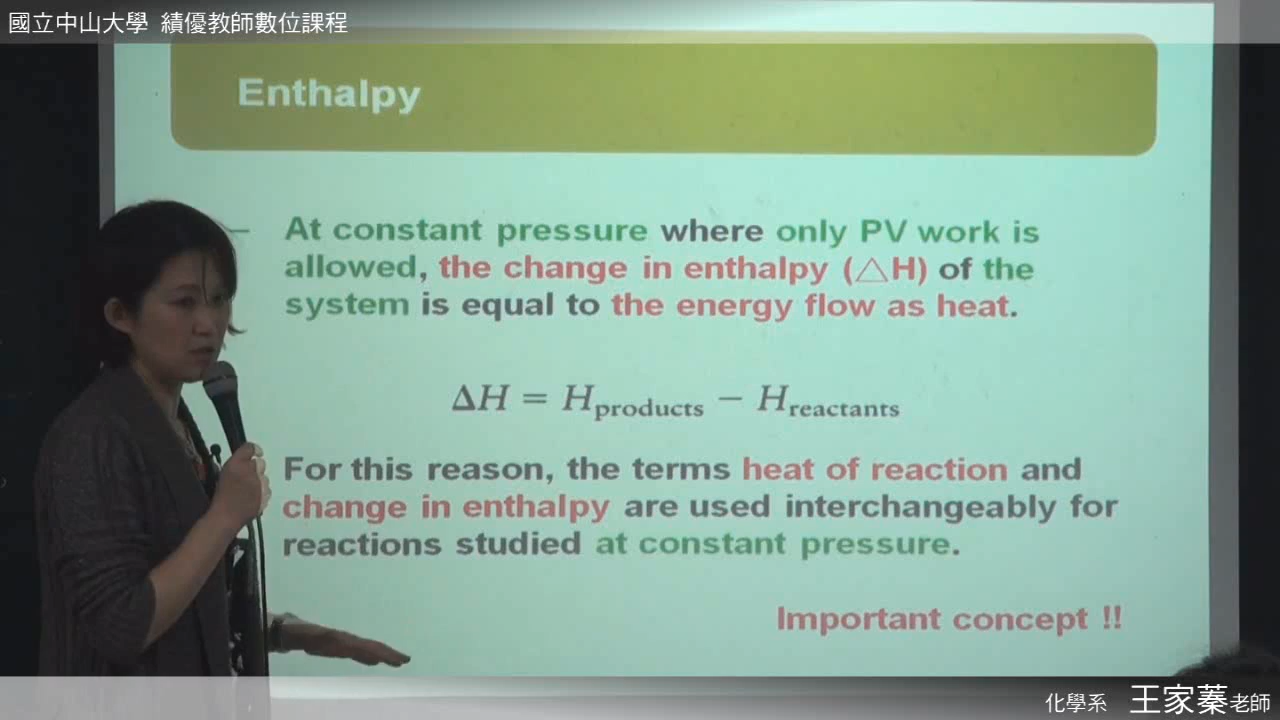 國立中山大學 績優教師數位課程
Enthalpy
– At constant pressure where only PV work is
allowed, the change in enthalpy (△H) of the
system is equal to the energy flow as heat.
ΔH = Hproducts − Hreactants
For this reason, the terms heat of reaction and
change in enthalpy are used interchangeably for
reactions studied at constant pressure.
Important concept !!
化學系 王家蓁老師